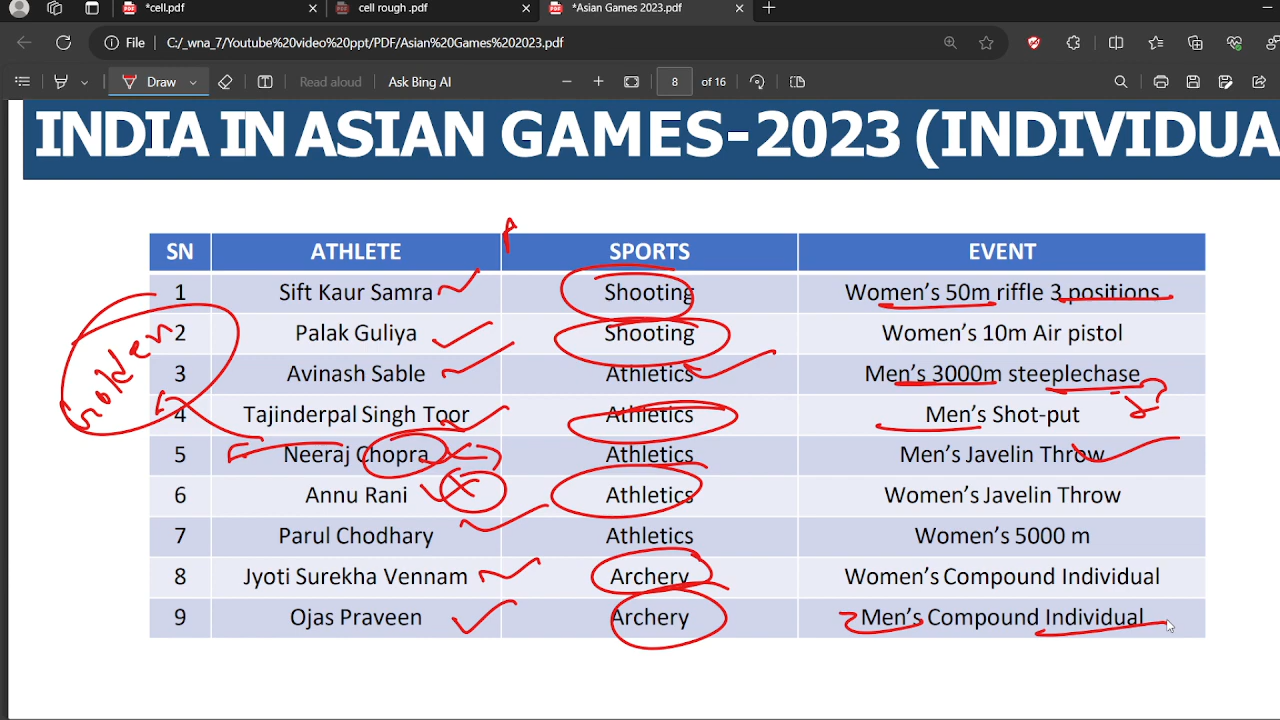 *cell.pdf
cell rough .pdf
*Asian Games 2023.pdf
File C:/_wna_7/Youtube%20video%20ppt/PDF/Asian%20Games%202023.pdf
Draw Read aloud Ask Bing AI 8 of 16
INDIA IN ASIAN GAMES-2023 (INDIVIDUA
SN ATHLETE SPORTS EVENT
1 Sift Kaur Samra Shooting Women's 50m riffle 3 positions
2 Palak Guliya Shooting Women's 10m Air pistol
3 Avinash Sable Athletics Men's 3000m steeplechase
4 Tajinderpal Singh Toor Athletics Men's Shot-put
5 Neeraj Chopra Athletics Men's Javelin Throw
6 Annu Rani Athletics Women's Javelin Throw
7 Parul Chodhary Athletics Women's 5000 m
8 Jyoti Surekha Vennam Archery Women's Compound Individual
9 Ojas Praveen Archery Men's Compound Individual